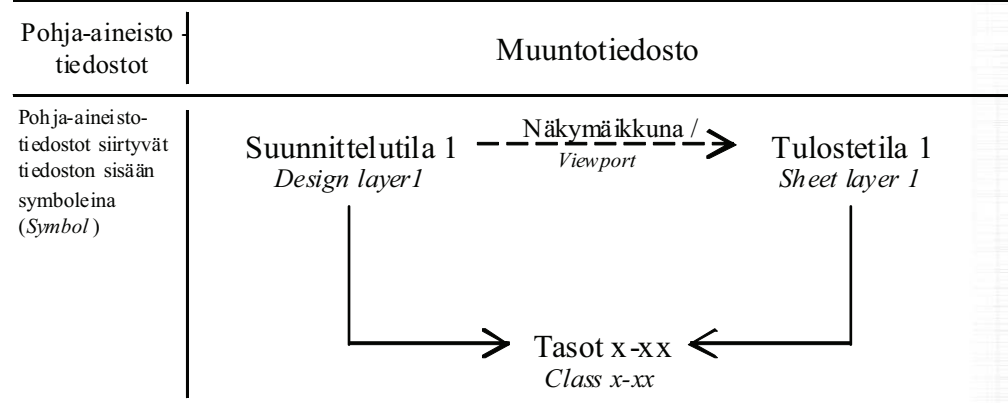 Pohja-aineisto -
tiedostot
Muuntotiedosto
Pohja-aineisto-
tiedostot siirtyvät
tiedoston sisään
symboleina
(Symbol )
Suunnittelutila 1
Design layer1
Näkymäikkuna /
Viewport
Tulostetila 1
Sheet layer 1
Tasot x-xx
Class x-xx